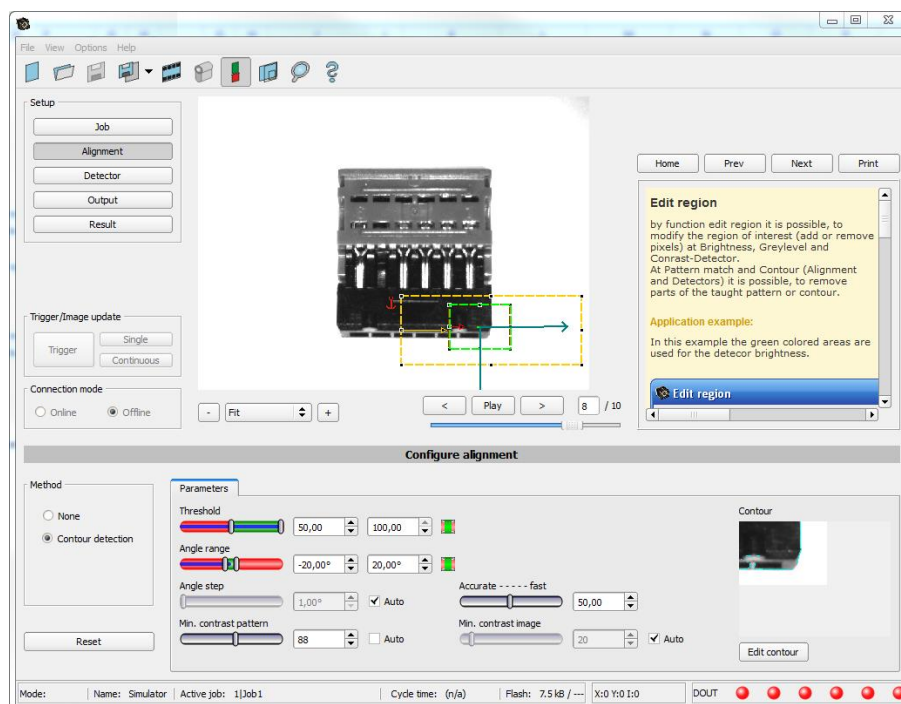 File View Options Help
Setup
Job
Alignment
Detector
Output
Result
Trigger/Image update
Trigger
Single
Continuous
Connection mode
Online Offline
- Fit +
< Play > 8 / 10
Home Prev Next Print
Edit region
by function edit region it is possible, to
modify the region of interest (add or remove
pixels) at Brightness, Greylevel and
Conrast-Detector.
At Pattern match and Contour (Alignment
and Detectors) it is possible, to remove
parts of the taught pattern or contour.
Application example:
In this example the green colored areas are
used for the detecor brightness.
Edit region
Configure alignment
Method
None
Contour detection
Reset
Parameters
Threshold
50,00 100,00
Angle range
-20,00° 20,00°
Angle step
1,00° Auto
Min. contrast pattern
88 Auto
Accurate - - - - - fast
50,00
Min. contrast image
20 Auto
Contour
Edit contour
Mode: Name: Simulator Active job: 1|Job1 Cycle time: (n/a) Flash: 7.5 kB / --- X:0 Y:0 I:0 DOUT